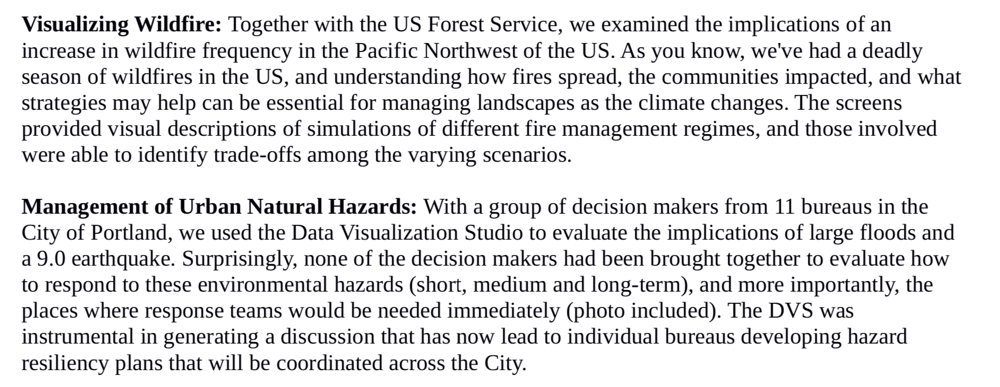 Visualizing Wildfire: Together with the US Forest Service, we examined the implications of an
increase in wildfire frequency in the Pacific Northwest of the US. As you know, we've had a deadly
season of wildfires in the US, and understanding how fires spread, the communities impacted, and what
strategies may help can be essential for managing landscapes as the climate changes. The screens
provided visual descriptions of simulations of different fire management regimes, and those involved
were able to identify trade-offs among the varying scenarios.
Management of Urban Natural Hazards: With a group of decision makers from 11 bureaus in the
City of Portland, we used the Data Visualization Studio to evaluate the implications of large floods and
a 9.0 earthquake. Surprisingly, none of the decision makers had been brought together to evaluate how
to respond to these environmental hazards (short, medium and long-term), and more importantly, the
places where response teams would be needed immediately (photo included). The DVS was
instrumental in generating a discussion that has now lead to individual bureaus developing hazard
resiliency plans that will be coordinated across the City.